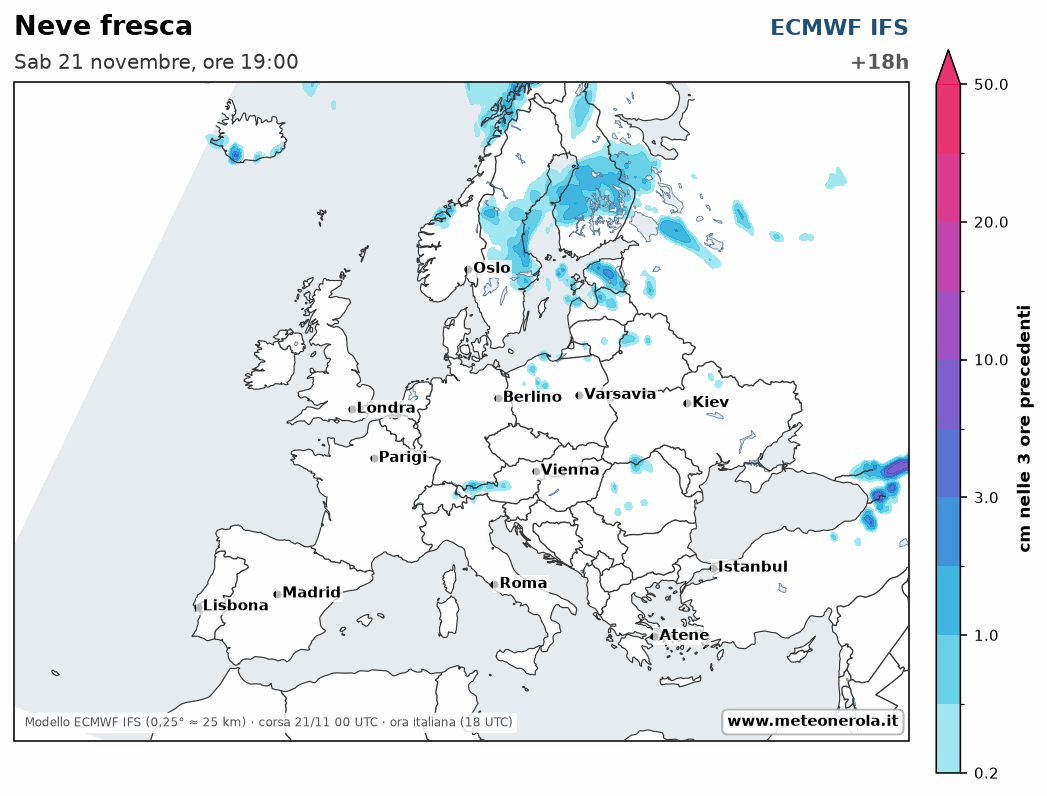 Neve fresca
ECMWF IFS
Sab 21 novembre, ore 19:00
+18h
50.0
20.0
10.0
3.0
1.0
0.2
cm nelle 3 ore precedenti
Oslo
Londra
Berlino
Varsavia
Kiev
Parigi
Vienna
Istanbul
Roma
Madrid
Lisbona
Atene
Modello ECMWF IFS (0,25° ≈ 25 km) · corsa 21/11 00 UTC · ora italiana (18 UTC)
www.meteonerola.it